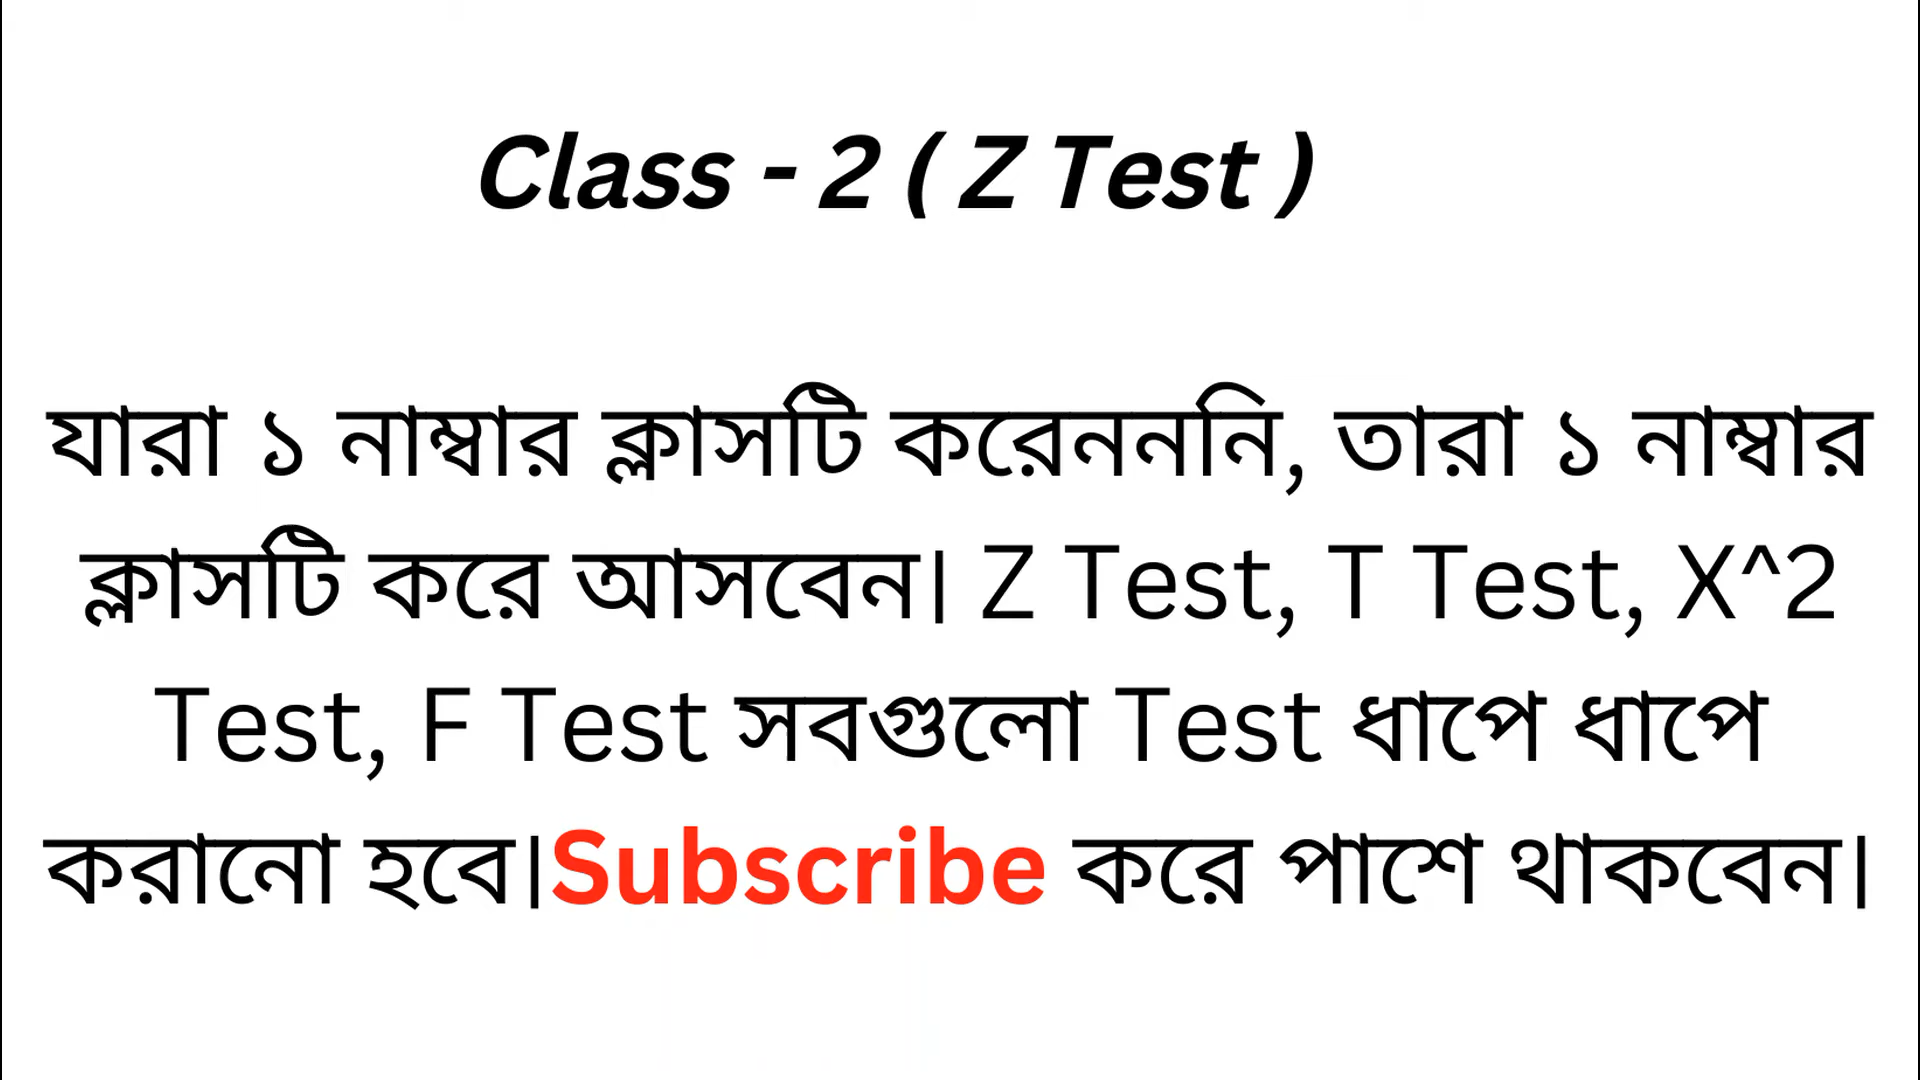 Class - 2 ( Z Test )
যারা ১ নাম্বার ক্লাসটি করেনননি, তারা ১ নাম্বার
ক্লাসটি করে আসবেন। Z Test, T Test, X^2
Test, F Test সবগুলো Test ধাপে ধাপে
করানো হবে।Subscribe করে পাশে থাকবেন।